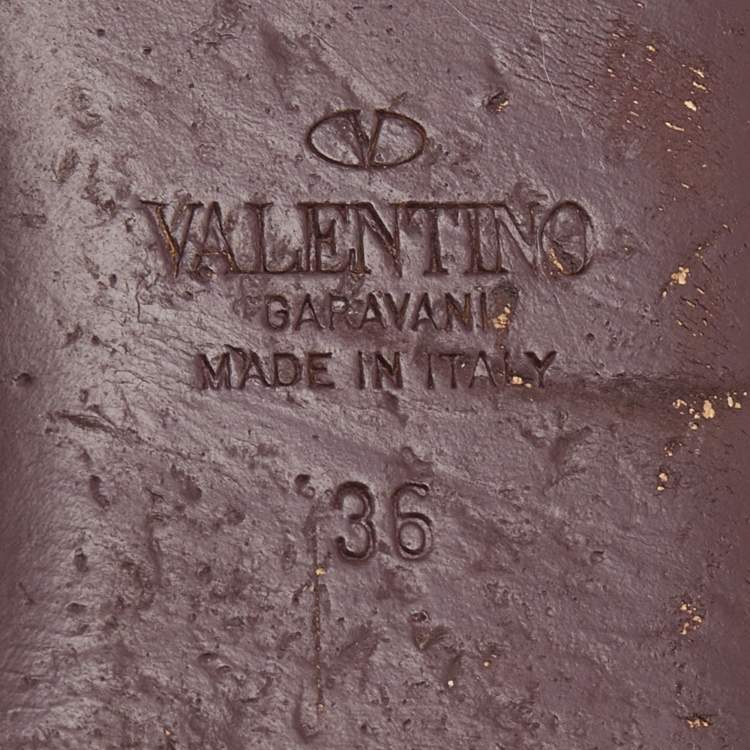 V
VALENTINO
GARAVANI
MADE IN ITALY
36